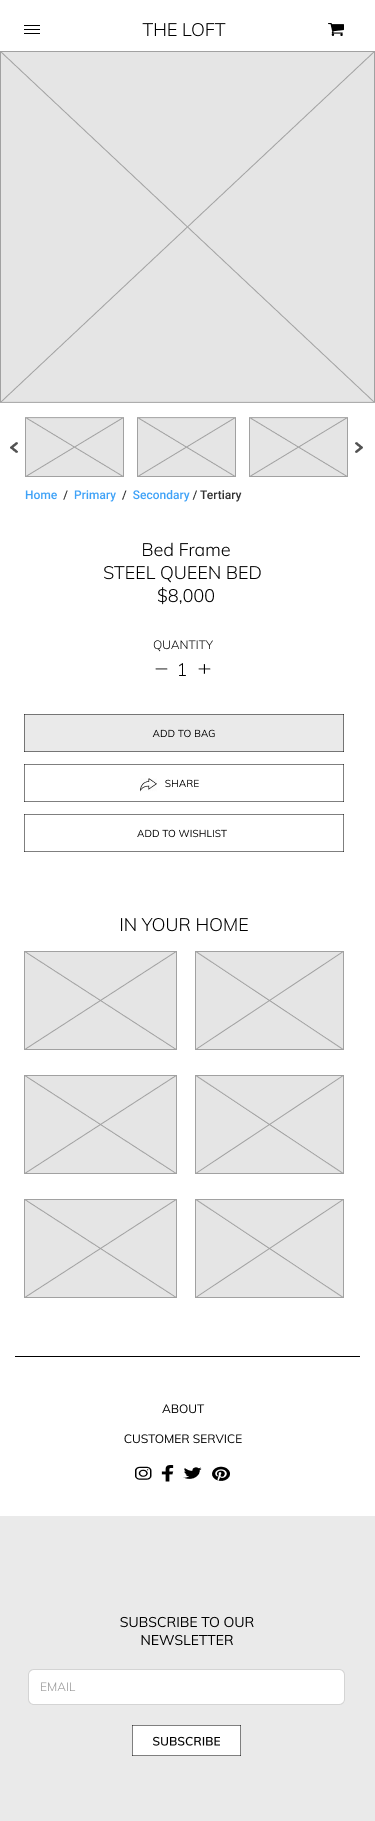 THE LOFT
Home / Primary / Secondary / Tertiary
Bed Frame
STEEL QUEEN BED
$8,000
QUANTITY
1
ADD TO BAG
SHARE
ADD TO WISHLIST
IN YOUR HOME
ABOUT
CUSTOMER SERVICE
SUBSCRIBE TO OUR
NEWSLETTER
EMAIL
SUBSCRIBE